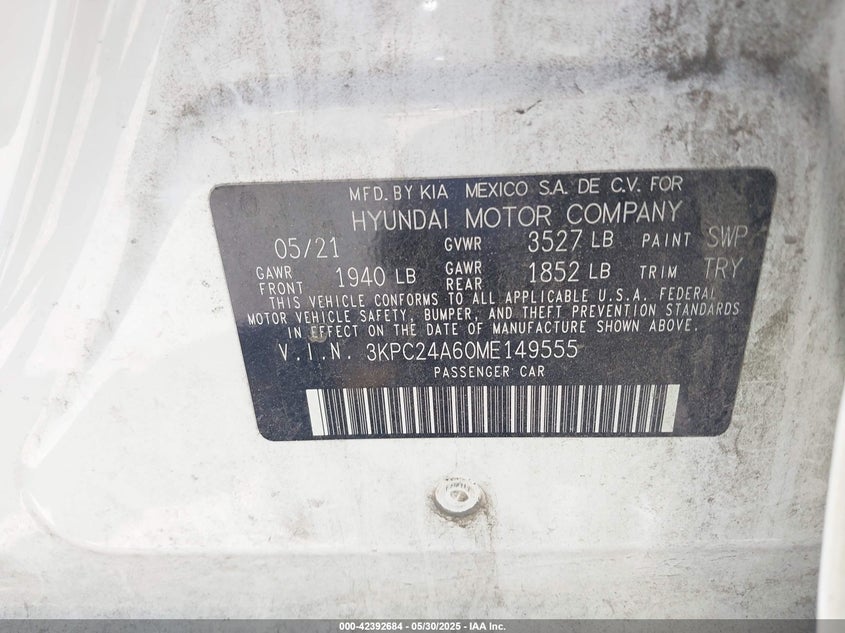 MFD. BY KIA MEXICO S.A. DE C.V. FOR
HYUNDAI MOTOR COMPANY
05/21 GVWR 3527 LB PAINT SWP
GAWR FRONT 1940 LB GAWR REAR 1852 LB TRIM TRY
THIS VEHICLE CONFORMS TO ALL APPLICABLE U.S.A. FEDERAL
MOTOR VEHICLE SAFETY, BUMPER, AND THEFT PREVENTION STANDARDS
IN EFFECT ON THE DATE OF MANUFACTURE SHOWN ABOVE.
V.I.N. 3KPC24A60ME149555
PASSENGER CAR
000-42392684 - 05/30/2025 - IAA Inc.